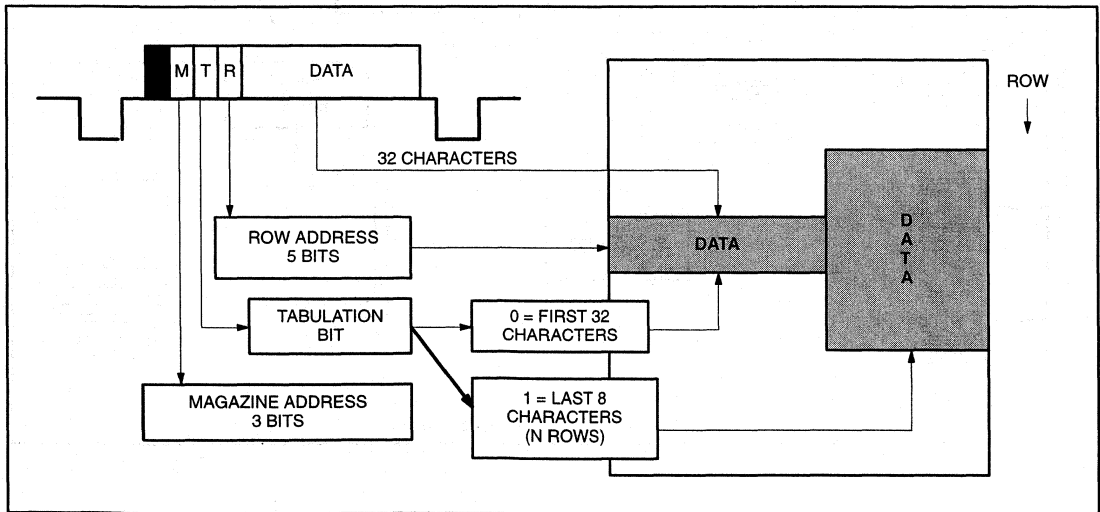 M T R DATA
ROW
32 CHARACTERS
ROW ADDRESS
5 BITS
DATA
D
A
T
A
TABULATION
BIT
0 = FIRST 32
CHARACTERS
MAGAZINE ADDRESS
3 BITS
1 = LAST 8
CHARACTERS
(N ROWS)